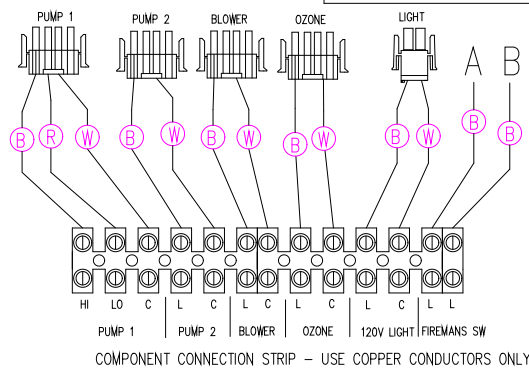 PUMP 1 PUMP 2 BLOWER OZONE LIGHT
A B
B R W B W B W B W B W B B
HI LO C L C L C L C L C L L
PUMP 1 PUMP 2 BLOWER OZONE 120V LIGHT FIREMANS SW
COMPONENT CONNECTION STRIP – USE COPPER CONDUCTORS ONLY